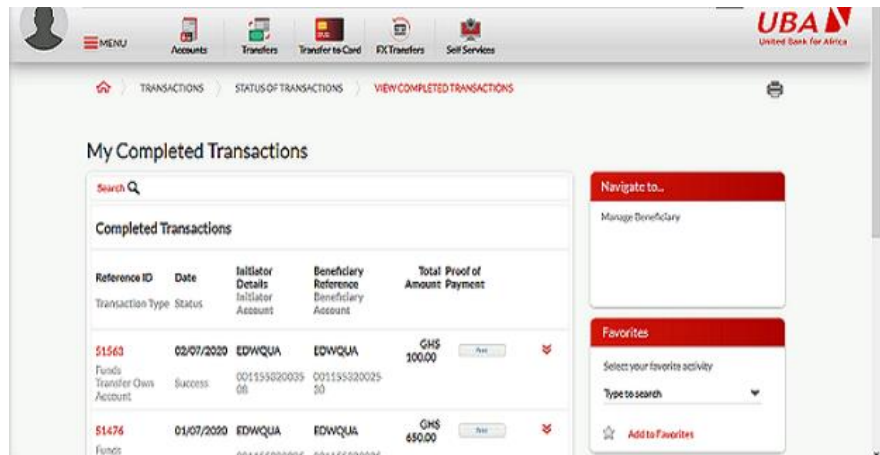 MENU
Accounts
Transfers
Transfer to Card
FX Transfers
Self Services
UBA
United Bank for Africa
TRANSACTIONS
STATUS OF TRANSACTIONS
VIEW COMPLETED TRANSACTIONS
My Completed Transactions
Search
Completed Transactions
Reference ID Date Initiator Details Beneficiary Reference Total Amount Proof of Payment
Transaction Type Status Initiator Account Beneficiary Account
51563 02/07/2020 EDWQUA EDWQUA GHS 100.00
Funds Transfer Own Account Success
51476 01/07/2020 EDWQUA EDWQUA GHS 650.00
Funds
Navigate to...
Manage Beneficiary
Favorites
Select your favorite activity
Type to search
Add to Favorites